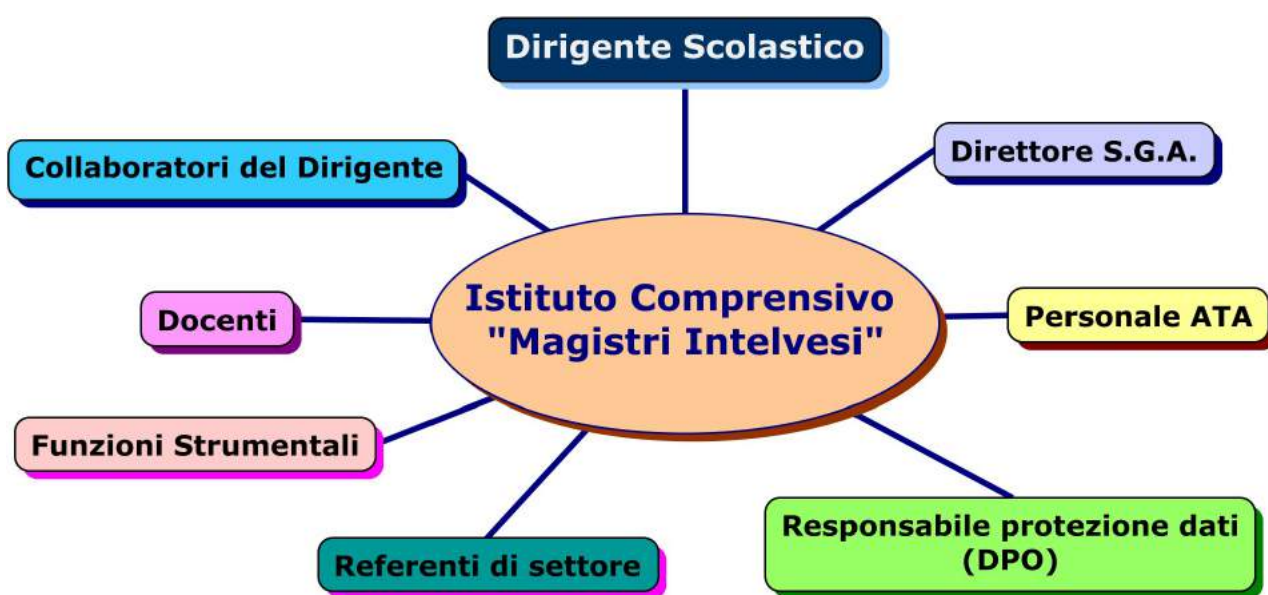 Dirigente Scolastico
Collaboratori del Dirigente
Direttore S.G.A.
Istituto Comprensivo
"Magistri Intelvesi"
Docenti
Personale ATA
Funzioni Strumentali
Responsabile protezione dati
(DPO)
Referenti di settore